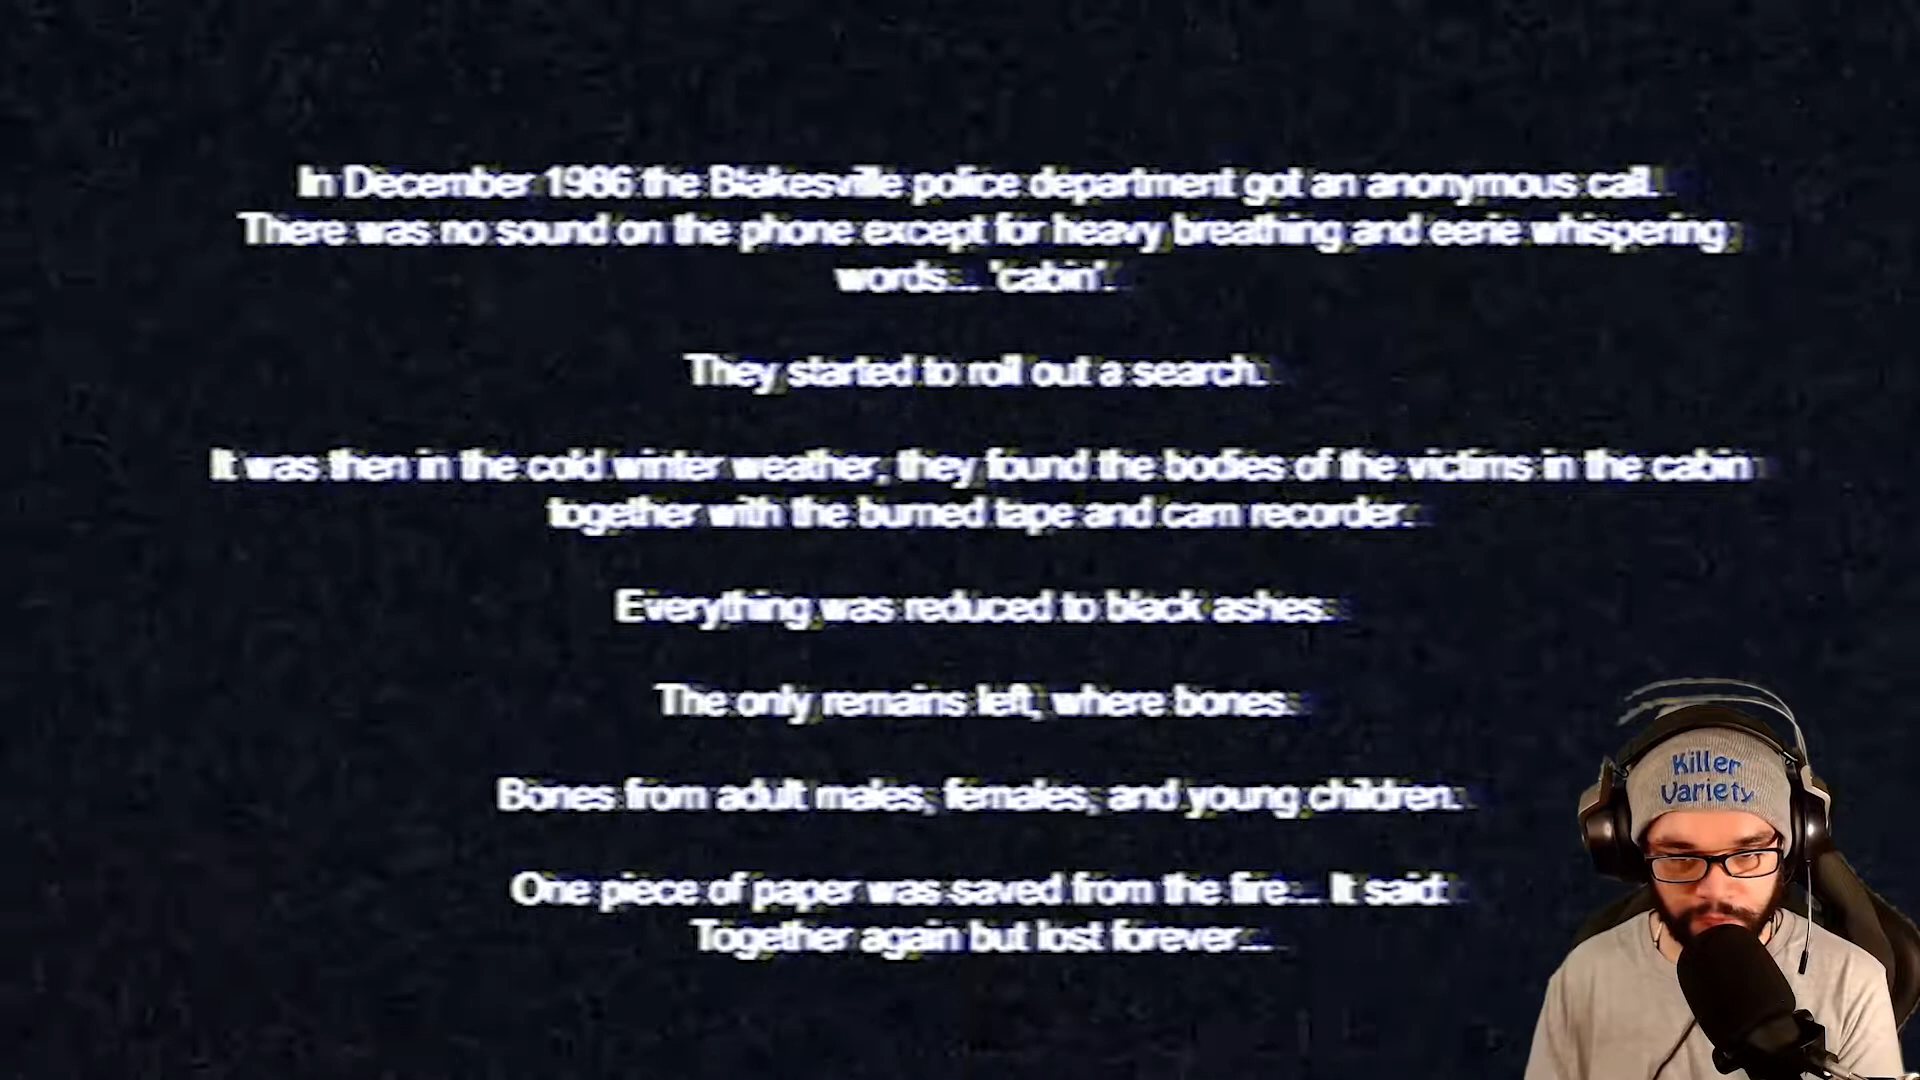 In December 1986 the Blakesville police department got an anonymous call.
There was no sound on the phone except for heavy breathing and eerie whispering
words... 'cabin'.
They started to roll out a search.
It was then in the cold winter weather, they found the bodies of the victims in the cabin
together with the burned tape and cam recorder.
Everything was reduced to black ashes.
The only remains left, where bones.
Bones from adult males, females, and young children.
One piece of paper was saved from the fire... It said:
Together again but lost forever...
Killer
Variety